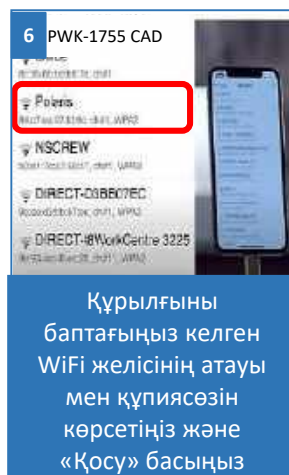 6 PWK-1755 CAD
Polaris
NSCREW
DIRECT-D3BB07EC
DIRECT-i8WorkCentre 3225
Құрылғыны
баптағыңыз келген
WiFi желісінің атауы
мен құпиясөзін
көрсетіңіз және
«Қосу» басыңыз